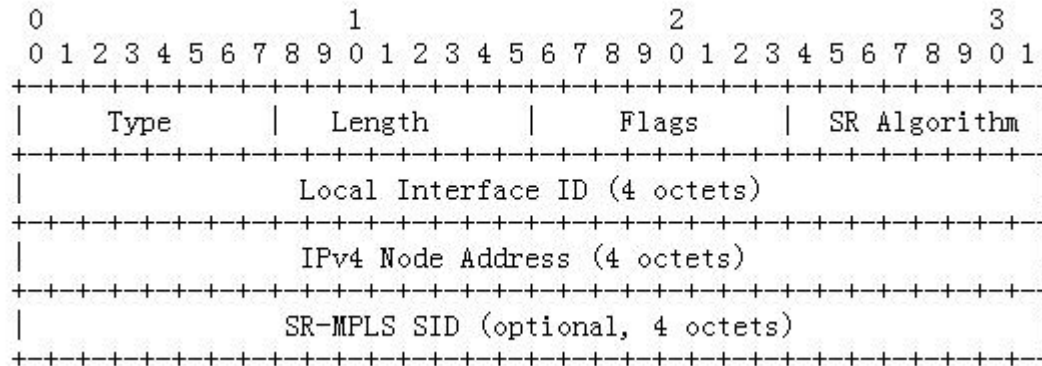 0                   1                   2                   3
0 1 2 3 4 5 6 7 8 9 0 1 2 3 4 5 6 7 8 9 0 1 2 3 4 5 6 7 8 9 0 1
+-+-+-+-+-+-+-+-+-+-+-+-+-+-+-+-+-+-+-+-+-+-+-+-+-+-+-+-+-+-+-+-+-
| Type | Length | Flags | SR Algorithm
+-+-+-+-+-+-+-+-+-+-+-+-+-+-+-+-+-+-+-+-+-+-+-+-+-+-+-+-+-+-+-+-+-
| Local Interface ID (4 octets)
+-+-+-+-+-+-+-+-+-+-+-+-+-+-+-+-+-+-+-+-+-+-+-+-+-+-+-+-+-+-+-+-+-
| IPv4 Node Address (4 octets)
+-+-+-+-+-+-+-+-+-+-+-+-+-+-+-+-+-+-+-+-+-+-+-+-+-+-+-+-+-+-+-+-+-
| SR-MPLS SID (optional, 4 octets)
+-+-+-+-+-+-+-+-+-+-+-+-+-+-+-+-+-+-+-+-+-+-+-+-+-+-+-+-+-+-+-+-+-